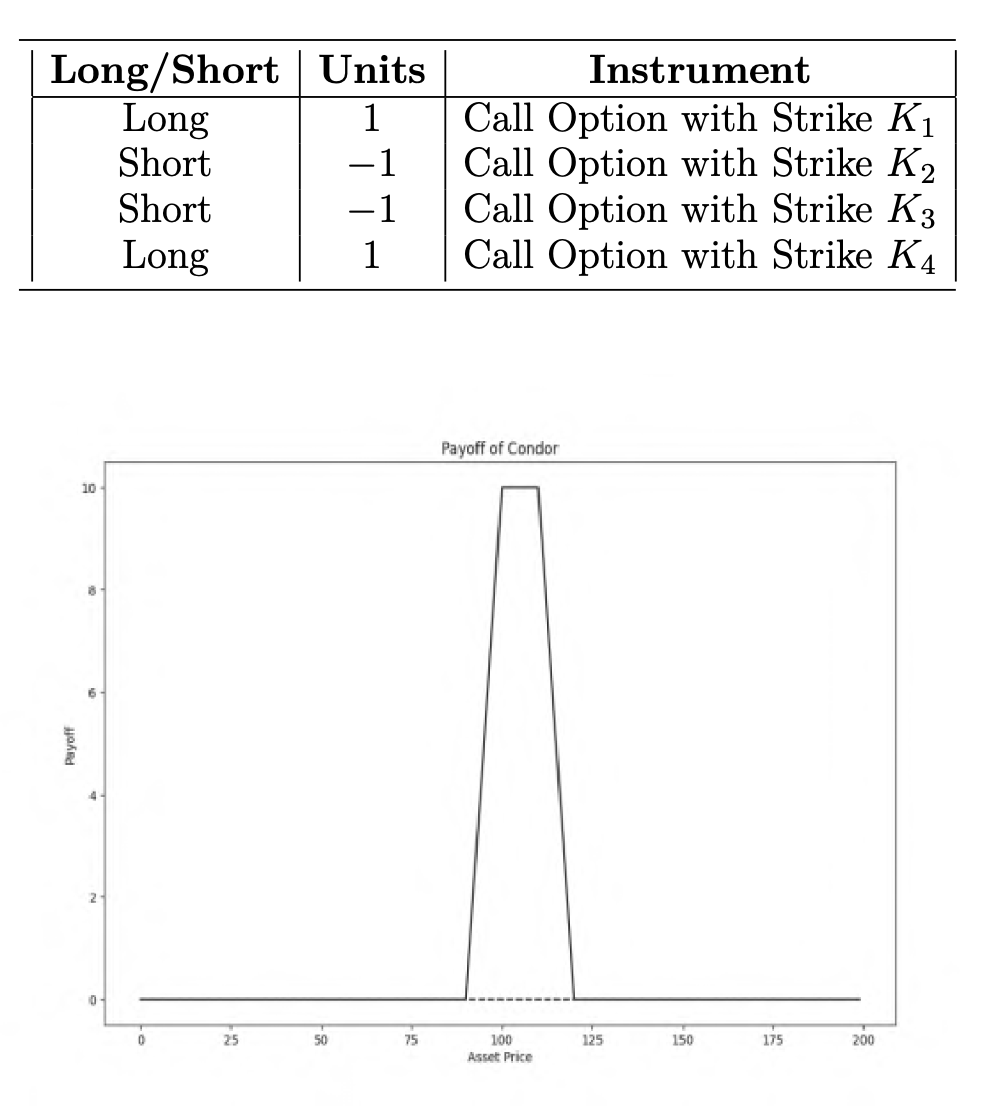 Long/Short Units Instrument
Long 1 Call Option with Strike K₁
Short −1 Call Option with Strike K₂
Short −1 Call Option with Strike K₃
Long 1 Call Option with Strike K₄
Payoff of Condor
10
8
6
4
2
0
Payoff
0 25 50 75 100 125 150 175 200
Asset Price